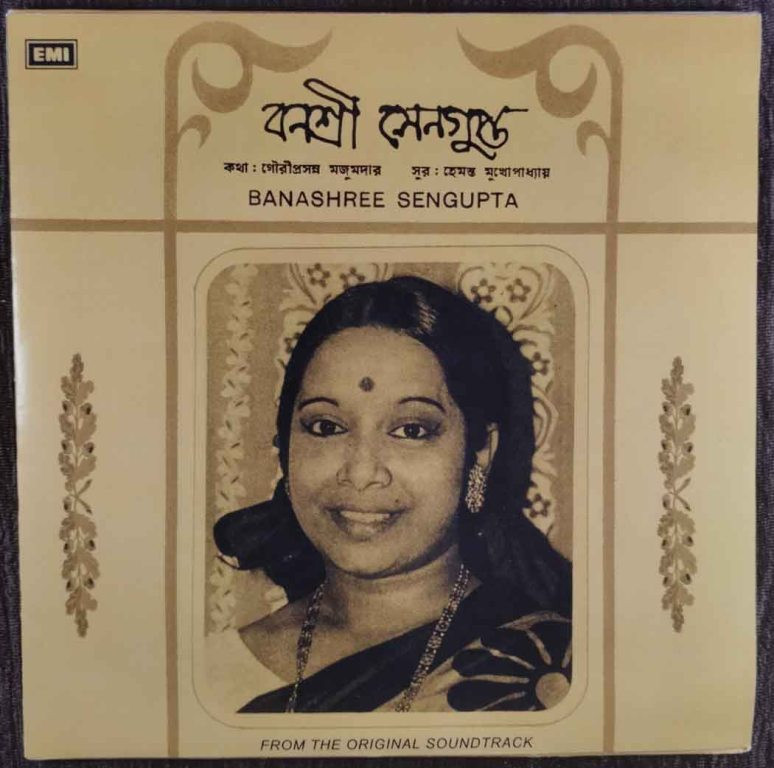 EMI
বনশ্রী সেনগুপ্ত
কথা : গৌরীপ্রসন্ন মজুমদার সুর : হেমন্ত মুখোপাধ্যায়
BANASHREE SENGUPTA
FROM THE ORIGINAL SOUNDTRACK